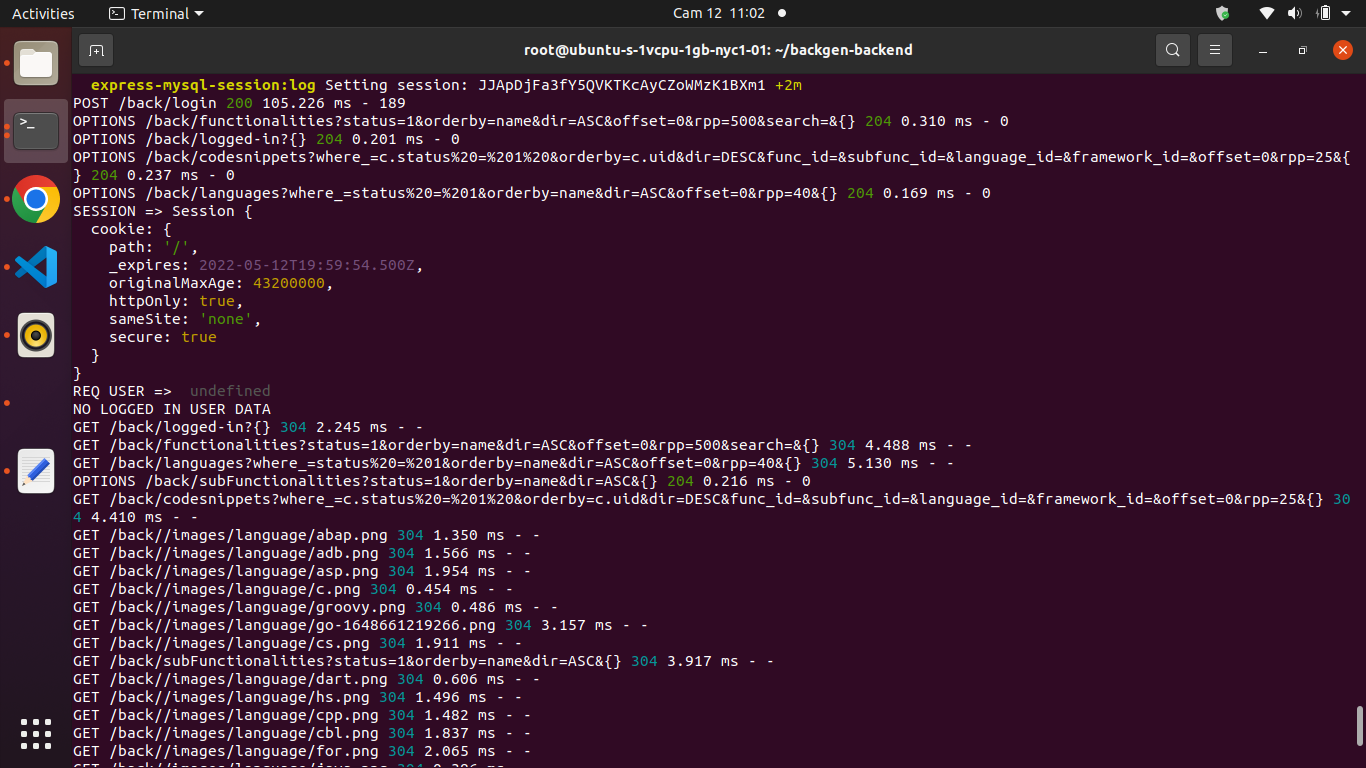 Activities
Terminal
Cam 12 11:02
root@ubuntu-s-1vcpu-1gb-nyc1-01: ~/backgen-backend
express-mysql-session:log Setting session: JJApDjFa3fY5QVKTKcAyCZoWMzK1BXm1 +2m
POST /back/login 200 105.226 ms - 189
OPTIONS /back/functionalities?status=1&orderby=name&dir=ASC&offset=0&rpp=500&search=&{} 204 0.310 ms - 0
OPTIONS /back/logged-in?{} 204 0.201 ms - 0
OPTIONS /back/codesnippets?where_=c.status%20=%201%20&orderby=c.uid&dir=DESC&func_id=&subfunc_id=&language_id=&framework_id=&offset=0&rpp=25&{
} 204 0.237 ms - 0
OPTIONS /back/languages?where_=status%20=%201&orderby=name&dir=ASC&offset=0&rpp=40&{} 204 0.169 ms - 0
SESSION => Session {
cookie: {
path: '/',
_expires: 2022-05-12T19:59:54.500Z,
originalMaxAge: 43200000,
httpOnly: true,
sameSite: 'none',
secure: true
}
}
REQ USER => undefined
NO LOGGED IN USER DATA
GET /back/logged-in?{} 304 2.245 ms - -
GET /back/functionalities?status=1&orderby=name&dir=ASC&offset=0&rpp=500&search=&{} 304 4.488 ms - -
GET /back/languages?where_=status%20=%201&orderby=name&dir=ASC&offset=0&rpp=40&{} 304 5.130 ms - -
OPTIONS /back/subFunctionalities?status=1&orderby=name&dir=ASC&{} 204 0.216 ms - 0
GET /back/codesnippets?where_=c.status%20=%201%20&orderby=c.uid&dir=DESC&func_id=&subfunc_id=&language_id=&framework_id=&offset=0&rpp=25&{} 30
4 4.410 ms - -
GET /back//images/language/abap.png 304 1.350 ms - -
GET /back//images/language/adb.png 304 1.566 ms - -
GET /back//images/language/asp.png 304 1.954 ms - -
GET /back//images/language/c.png 304 0.454 ms - -
GET /back//images/language/groovy.png 304 0.486 ms - -
GET /back//images/language/go-1648661219266.png 304 3.157 ms - -
GET /back//images/language/cs.png 304 1.911 ms - -
GET /back/subFunctionalities?status=1&orderby=name&dir=ASC&{} 304 3.917 ms - -
GET /back//images/language/dart.png 304 0.606 ms - -
GET /back//images/language/hs.png 304 1.496 ms - -
GET /back//images/language/cpp.png 304 1.482 ms - -
GET /back//images/language/cbl.png 304 1.837 ms - -
GET /back//images/language/for.png 304 2.065 ms - -